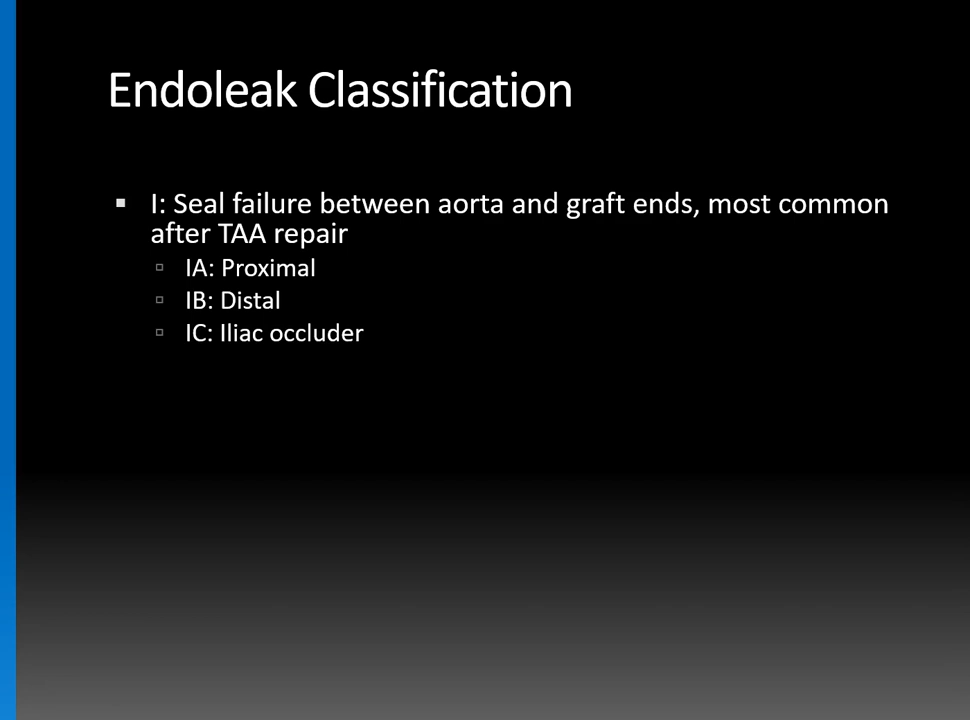 Endoleak Classification
I: Seal failure between aorta and graft ends, most common
after TAA repair
IA: Proximal
IB: Distal
IC: Iliac occluder